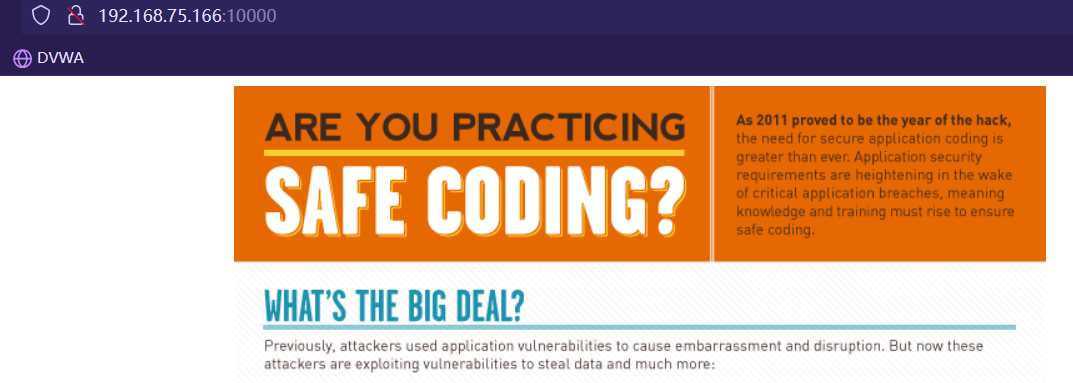 192.168.75.166:10000
DVWA
ARE YOU PRACTICING
SAFE CODING?
As 2011 proved to be the year of the hack,
the need for secure application coding is
greater than ever. Application security
requirements are heightening in the wake
of critical application breaches, meaning
knowledge and training must rise to ensure
safe coding.
WHAT'S THE BIG DEAL?
Previously, attackers used application vulnerabilities to cause embarrassment and disruption. But now these
attackers are exploiting vulnerabilities to steal data and much more: